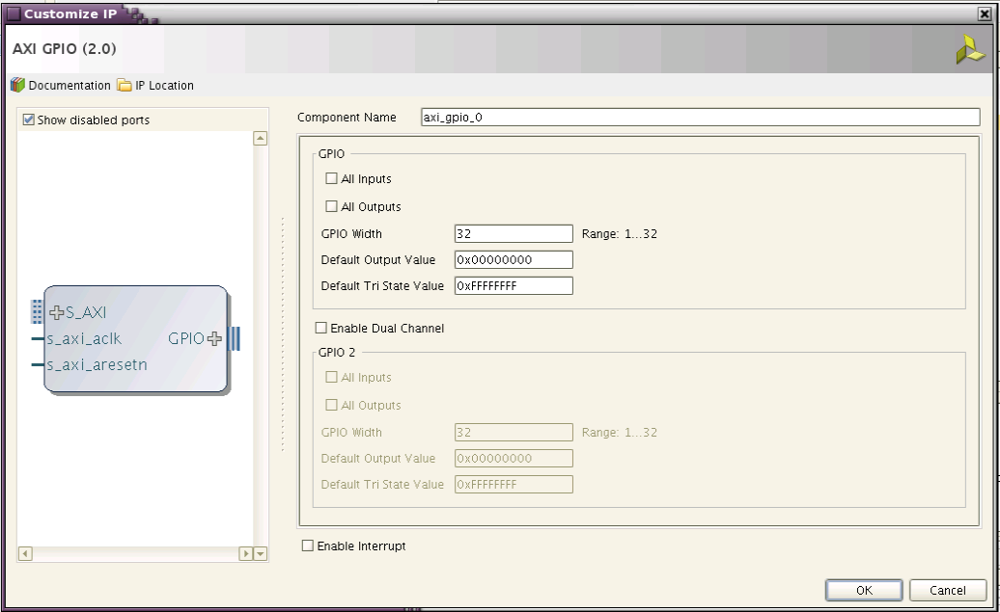 Customize IP
AXI GPIO (2.0)
Documentation IP Location
Show disabled ports
S_AXI
s_axi_aclk GPIO
s_axi_aresetn
Component Name axi_gpio_0
GPIO
All Inputs
All Outputs
GPIO Width 32 Range: 1...32
Default Output Value 0x00000000
Default Tri State Value 0xFFFFFFFF
Enable Dual Channel
GPIO 2
All Inputs
All Outputs
GPIO Width 32 Range: 1...32
Default Output Value 0x00000000
Default Tri State Value 0xFFFFFFFF
Enable Interrupt
OK Cancel